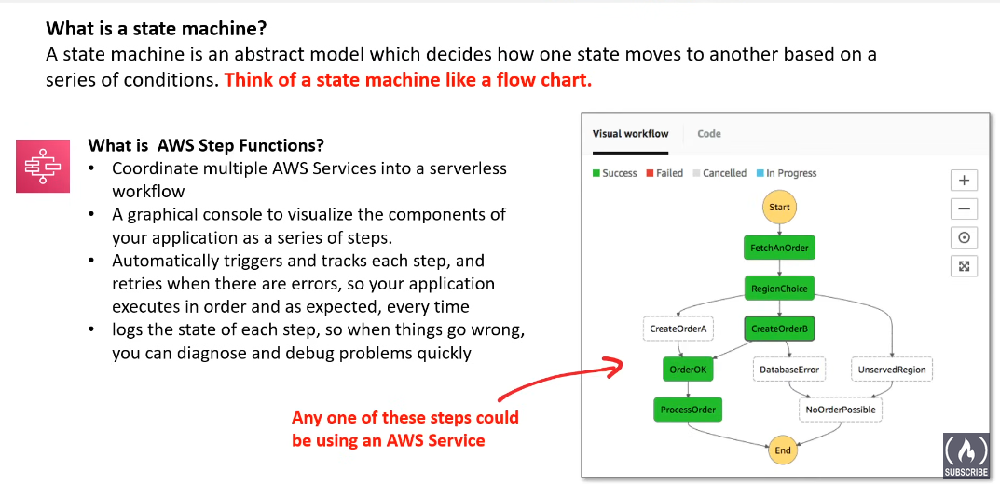 What is a state machine?
A state machine is an abstract model which decides how one state moves to another based on a
series of conditions. Think of a state machine like a flow chart.
What is  AWS Step Functions?
• Coordinate multiple AWS Services into a serverless
workflow
• A graphical console to visualize the components of
your application as a series of steps.
• Automatically triggers and tracks each step, and
retries when there are errors, so your application
executes in order and as expected, every time
• logs the state of each step, so when things go wrong,
you can diagnose and debug problems quickly
Any one of these steps could
be using an AWS Service
Visual workflow Code
Success Failed Cancelled In Progress
Start
FetchAnOrder
RegionChoice
CreateOrderA CreateOrderB
OrderOK DatabaseError UnservedRegion
ProcessOrder NoOrderPossible
End
SUBSCRIBE